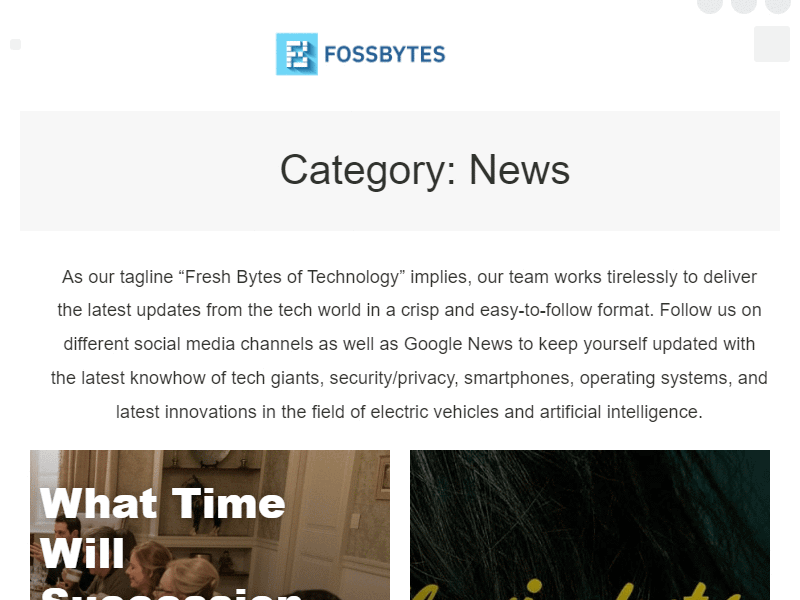 FOSSBYTES
Category: News
As our tagline “Fresh Bytes of Technology” implies, our team works tirelessly to deliver
the latest updates from the tech world in a crisp and easy-to-follow format. Follow us on
different social media channels as well as Google News to keep yourself updated with
the latest knowhow of tech giants, security/privacy, smartphones, operating systems, and
latest innovations in the field of electric vehicles and artificial intelligence.
What Time
Will
Succession